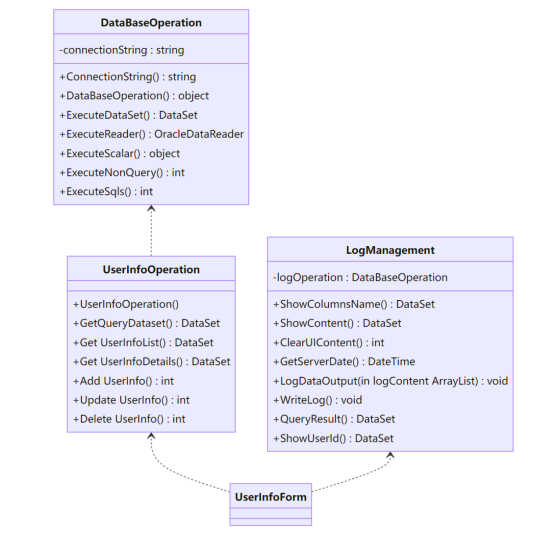 DataBaseOperation
-connectionString : string
+ConnectionString() : string
+DataBaseOperation() : object
+ExecuteDataSet() : DataSet
+ExecuteReader() : OracleDataReader
+ExecuteScalar() : object
+ExecuteNonQuery() : int
+ExecuteSqls() : int
UserInfoOperation
+UserInfoOperation()
+GetQueryDataset() : DataSet
+Get UserInfoList() : DataSet
+Get UserInfoDetails() : DataSet
+Add UserInfo() : int
+Update UserInfo() : int
+Delete UserInfo() : int
LogManagement
-logOperation : DataBaseOperation
+ShowColumnsName() : DataSet
+ShowContent() : DataSet
+ClearUIContent() : int
+GetServerDate() : DateTime
+LogDataOutput(in logContent ArrayList) : void
+WriteLog() : void
+QueryResult() : DataSet
+ShowUserId() : DataSet
UserInfoForm